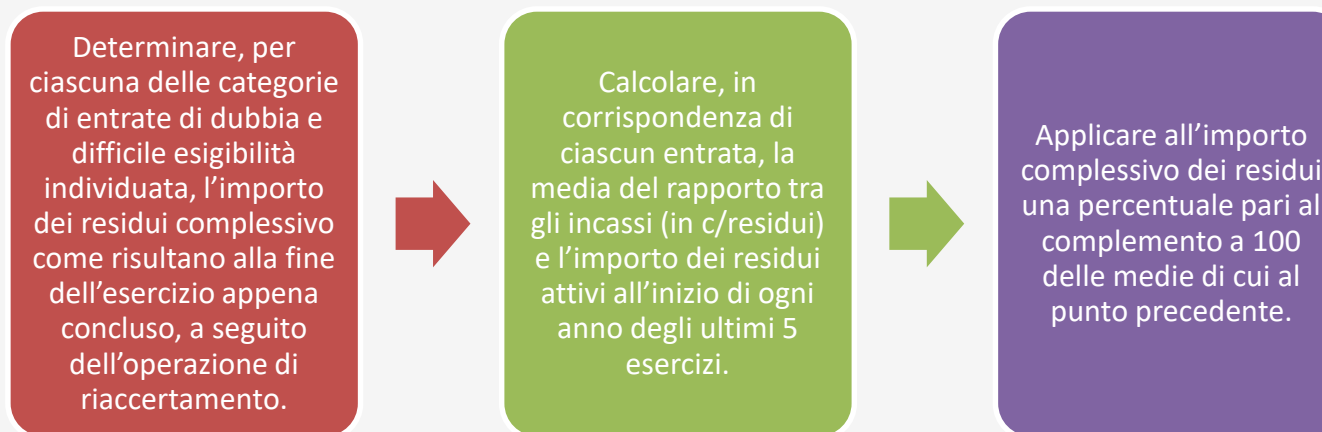 Determinare, per
ciascuna delle categorie
di entrate di dubbia e
difficile esigibilità
individuata, l’importo
dei residui complessivo
come risultano alla fine
dell’esercizio appena
concluso, a seguito
dell’operazione di
riaccertamento.
Calcolare, in
corrispondenza di
ciascun entrata, la
media del rapporto tra
gli incassi (in c/residui)
e l’importo dei residui
attivi all’inizio di ogni
anno degli ultimi 5
esercizi.
Applicare all’importo
complessivo dei residui
una percentuale pari al
complemento a 100
delle medie di cui al
punto precedente.